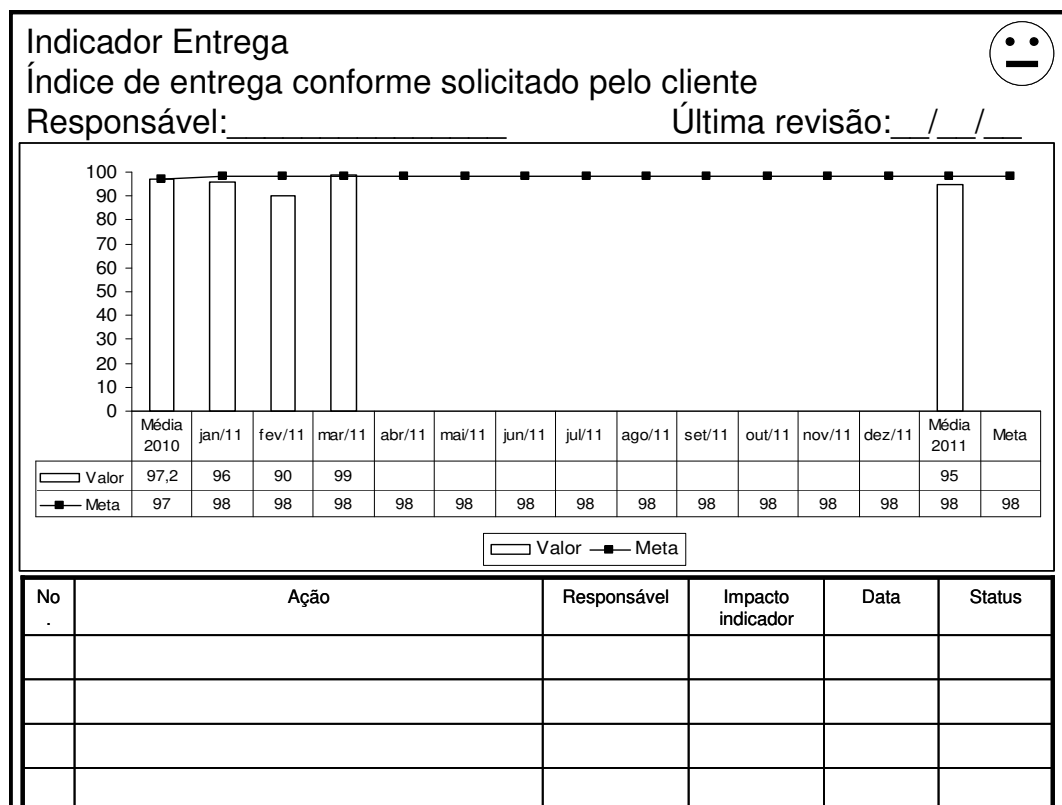 Indicador Entrega
Índice de entrega conforme solicitado pelo cliente
Responsável:_______________ Última revisão:__/__/__
100
90
80
70
60
50
40
30
20
10
0
Média 2010 jan/11 fev/11 mar/11 abr/11 mai/11 jun/11 jul/11 ago/11 set/11 out/11 nov/11 dez/11 Média 2011 Meta
Valor 97,2 96 90 99 95
Meta 97 98 98 98 98 98 98 98 98 98 98 98 98 98 98
Valor Meta
No . Ação Responsável Impacto indicador Data Status